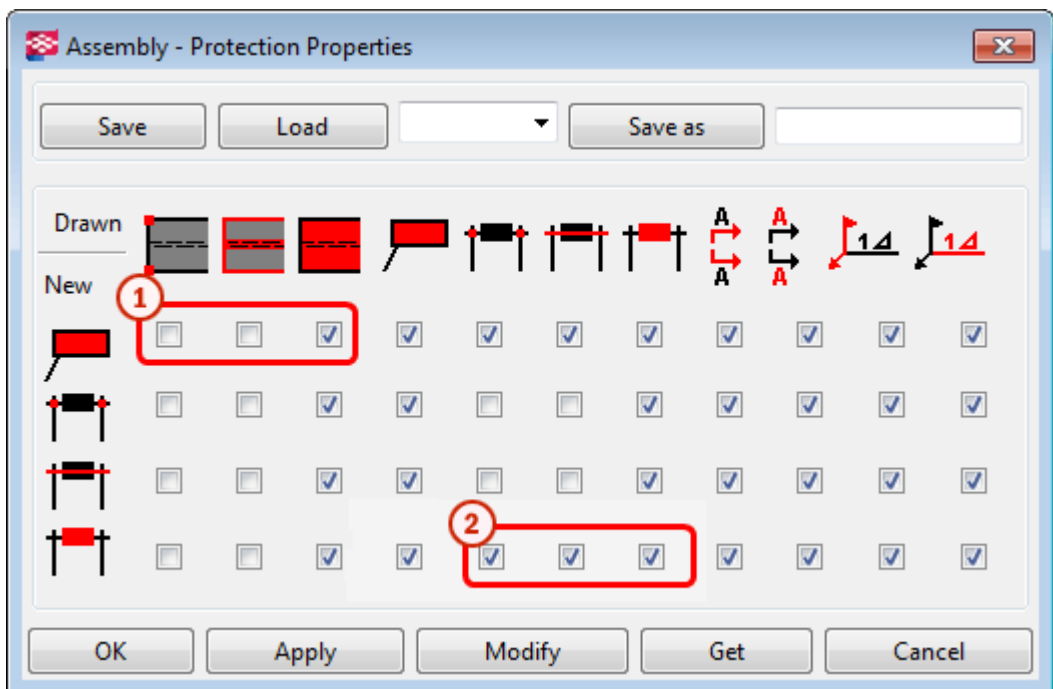 Assembly - Protection Properties
Save Load Save as
Drawn
A A
1 1
A A
New
1
2
OK Apply Modify Get Cancel